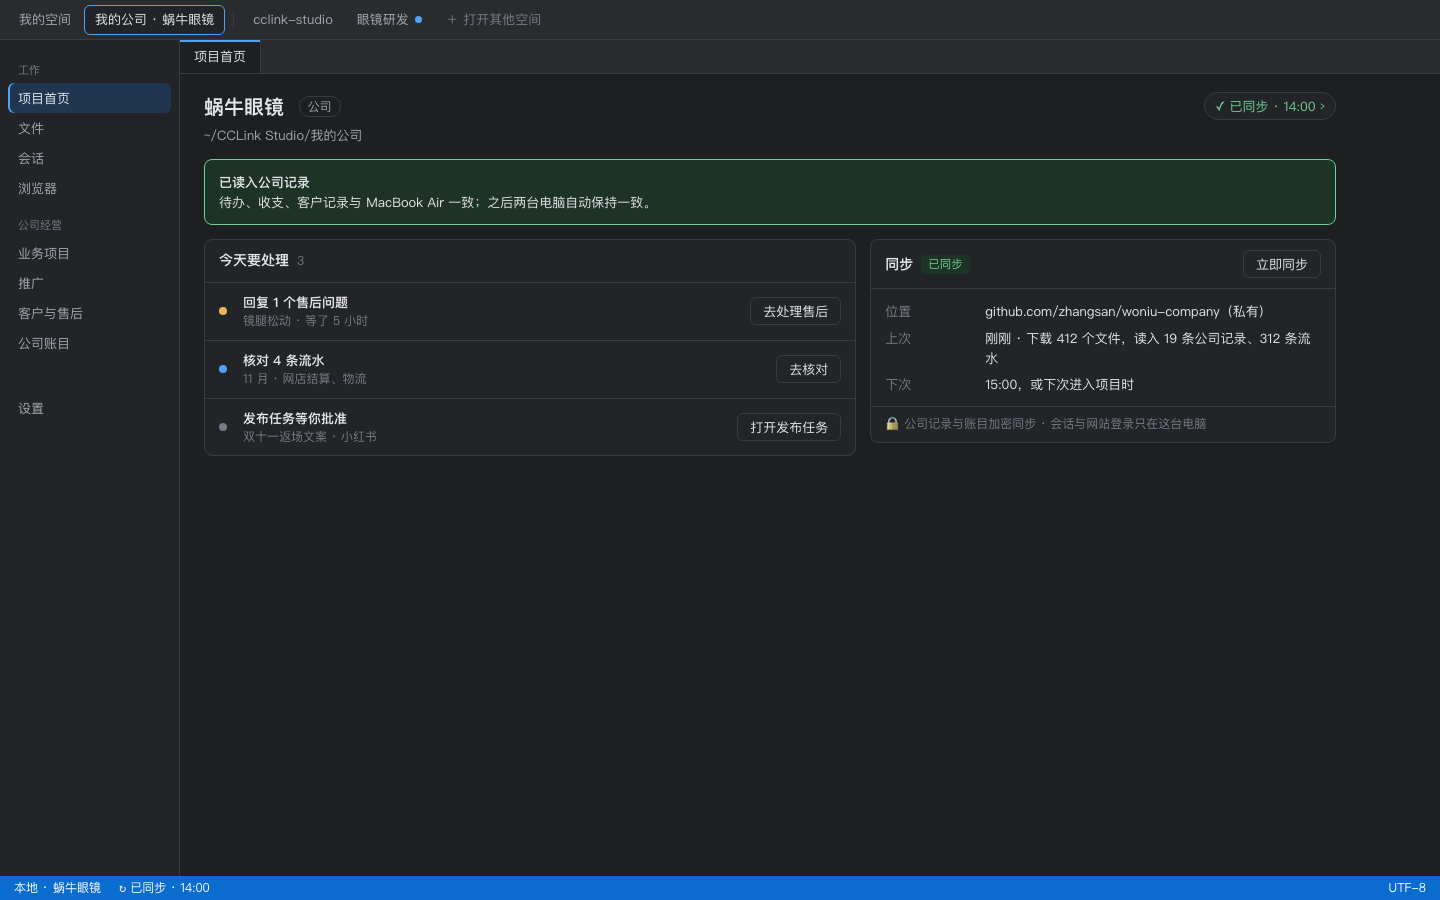 我的空间
我的公司 · 蜗牛眼镜
cclink-studio
眼镜研发
+ 打开其他空间
工作
项目首页
文件
会话
浏览器
公司经营
业务项目
推广
客户与售后
公司账目
设置
项目首页
蜗牛眼镜
公司
✓ 已同步 · 14:00 ›
~/CCLink Studio/我的公司
已读入公司记录
待办、收支、客户记录与 MacBook Air 一致；之后两台电脑自动保持一致。
今天要处理 3
回复 1 个售后问题
镜腿松动 · 等了 5 小时
去处理售后
核对 4 条流水
11 月 · 网店结算、物流
去核对
发布任务等你批准
双十一返场文案 · 小红书
打开发布任务
同步
已同步
立即同步
位置
github.com/zhangsan/woniu-company（私有）
上次
刚刚 · 下载 412 个文件，读入 19 条公司记录、312 条流
水
下次
15:00，或下次进入项目时
🔒 公司记录与账目加密同步 · 会话与网站登录只在这台电脑
本地 · 蜗牛眼镜
↻ 已同步 · 14:00
UTF-8